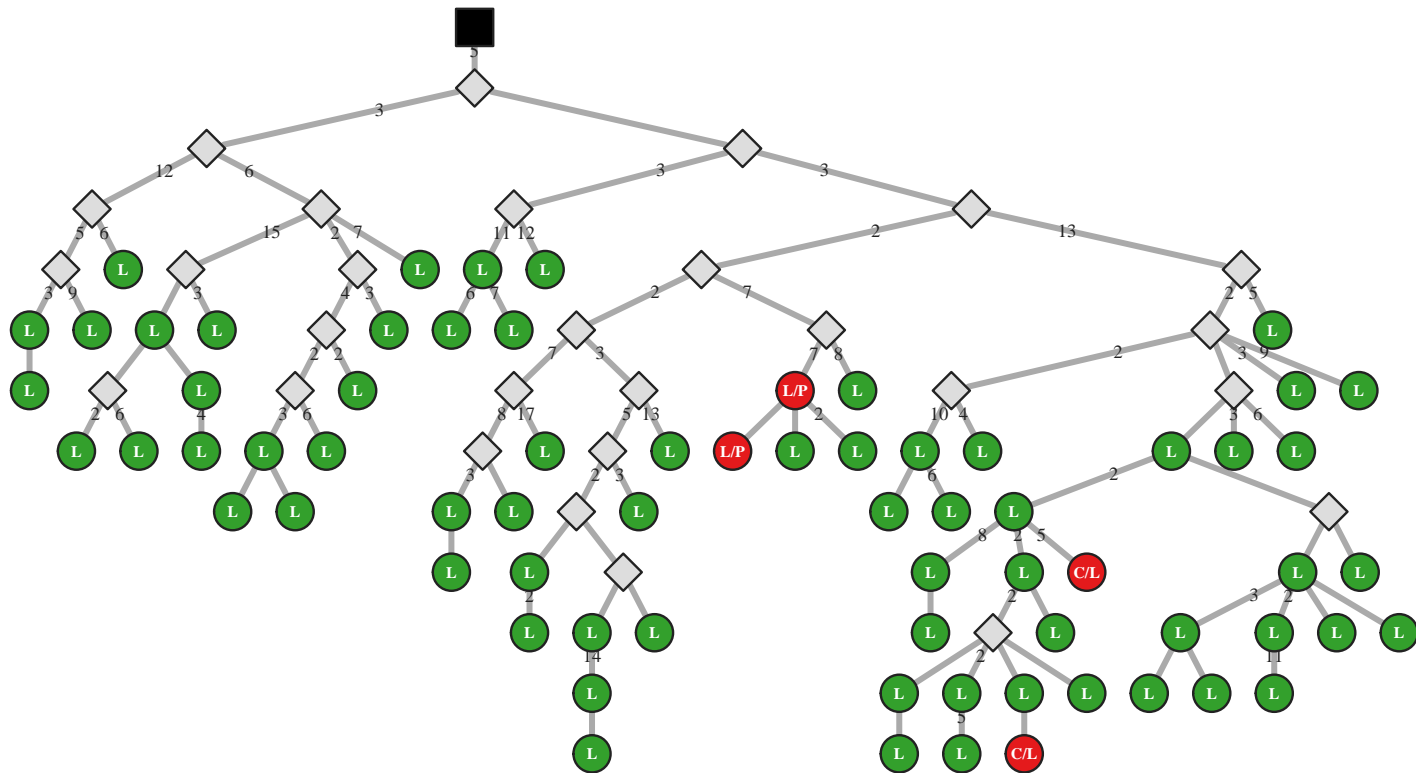 5
3
12 6 3 3
5 6 15 2 7 11 12 2 13
L L L L
3 9 3 4 3 6 7 2 7 2 5
L L L L L L L L
2 2 7 3 7 8 2 3 9
L L L L/P L L L
2 6 4 3 6 8 17 5 13 2 10 4 3 6
L L L L L L L L/P L L L L L L L
3 2 3 6 2
L L L L L L L L
8 2 5
L L L L C/L L L
2 2 3 2
L L L L L L L L L
14 2 11
L L L L L L L L
5
L L L C/L